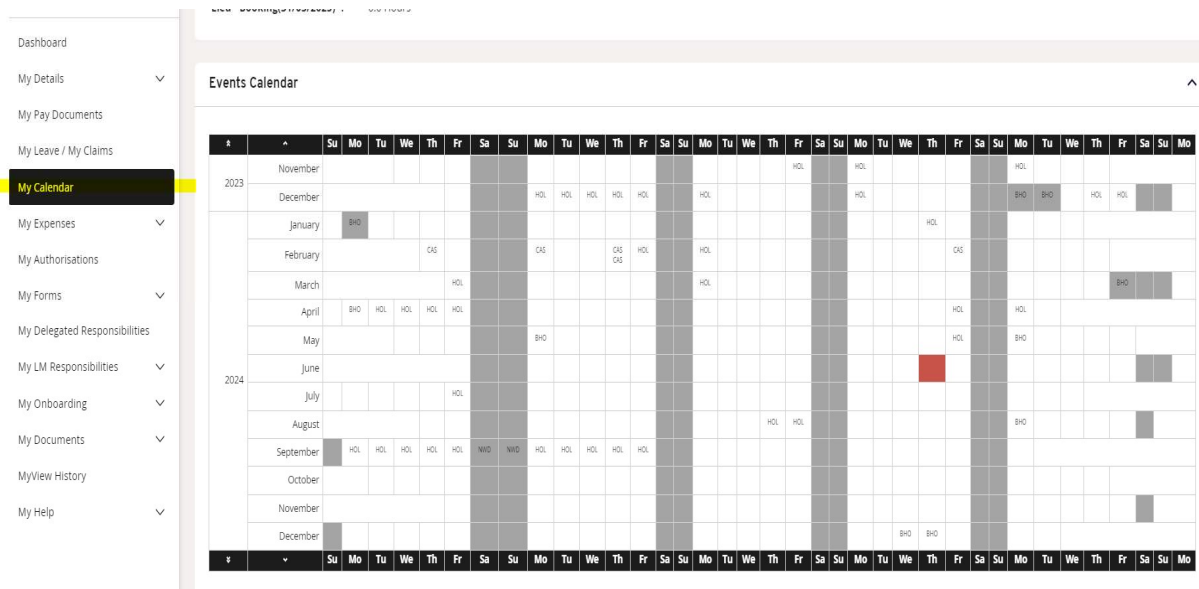 Dashboard
My Details
My Pay Documents
My Leave / My Claims
My Calendar
My Expenses
My Authorisations
My Forms
My Delegated Responsibilities
My LM Responsibilities
My Onboarding
My Documents
MyView History
My Help
Events Calendar
Su Mo Tu We Th Fr Sa Su Mo Tu We Th Fr Sa Su Mo Tu We Th Fr Sa Su Mo Tu We Th Fr Sa Su Mo Tu We Th Fr Sa Su Mo
2023
November HOL HOL HOL
December HOL HOL HOL HOL HOL HOL HOL BHO BHO HOL HOL
2024
January BHO HOL
February CAS CAS CAS HOL HOL CAS
CAS
March HOL HOL BHO
April BHO HOL HOL HOL HOL HOL HOL
May BHO HOL BHO
June
July HOL
August HOL HOL BHO
September HOL HOL HOL HOL HOL NWD NWD HOL HOL HOL HOL HOL
October
November
December BHO BHO
Su Mo Tu We Th Fr Sa Su Mo Tu We Th Fr Sa Su Mo Tu We Th Fr Sa Su Mo Tu We Th Fr Sa Su Mo Tu We Th Fr Sa Su Mo